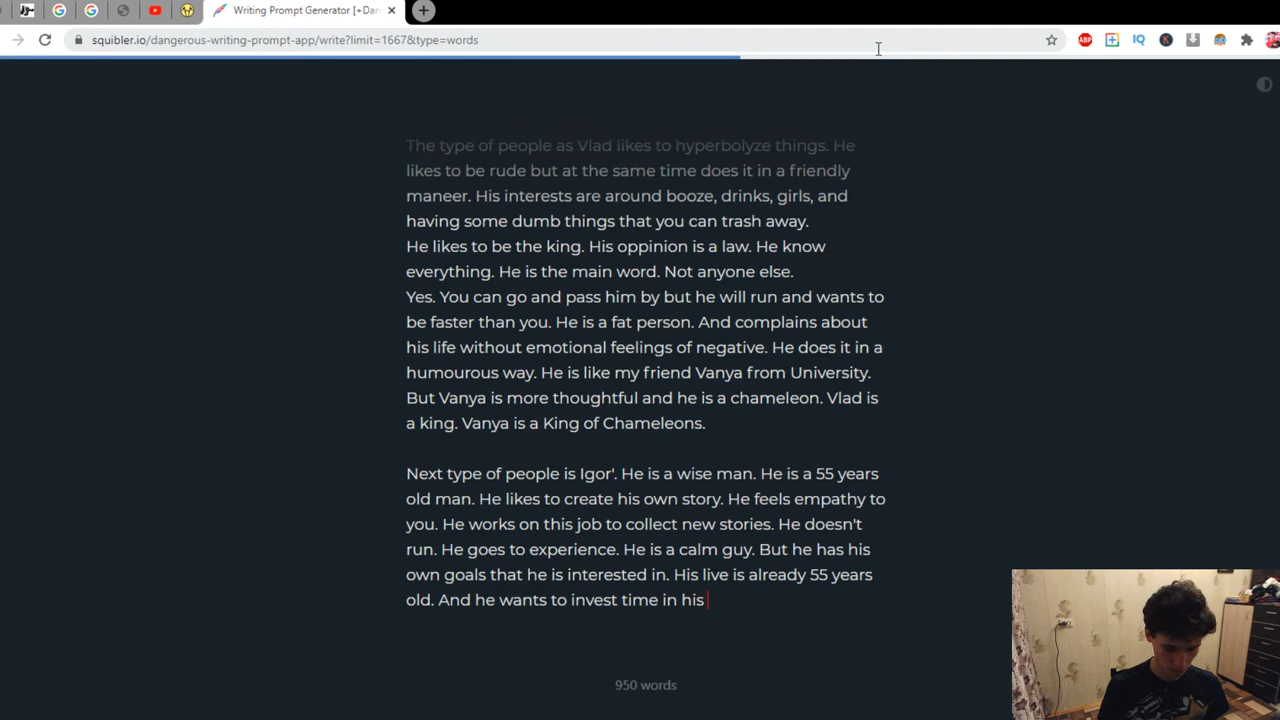 Writing Prompt Generator [+Dan
squibler.io/dangerous-writing-prompt-app/write?limit=1667&type=words
The type of people as Vlad likes to hyperbolyze things. He
likes to be rude but at the same time does it in a friendly
maneer. His interests are around booze, drinks, girls, and
having some dumb things that you can trash away.
He likes to be the king. His oppinion is a law. He know
everything. He is the main word. Not anyone else.
Yes. You can go and pass him by but he will run and wants to
be faster than you. He is a fat person. And complains about
his life without emotional feelings of negative. He does it in a
humourous way. He is like my friend Vanya from University.
But Vanya is more thoughtful and he is a chameleon. Vlad is
a king. Vanya is a King of Chameleons.
Next type of people is Igor'. He is a wise man. He is a 55 years
old man. He likes to create his own story. He feels empathy to
you. He works on this job to collect new stories. He doesn't
run. He goes to experience. He is a calm guy. But he has his
own goals that he is interested in. His live is already 55 years
old. And he wants to invest time in his
950 words
ABP
IQ
K